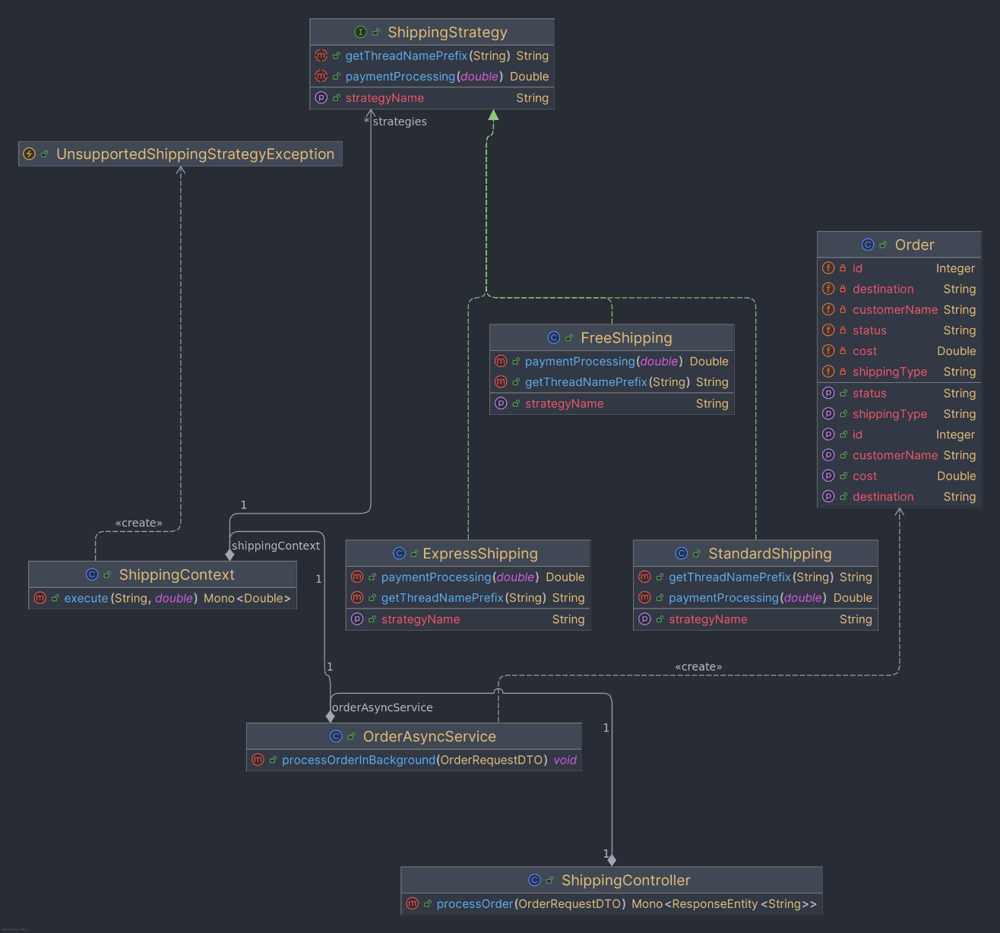 ShippingStrategy
getThreadNamePrefix(String) String
paymentProcessing(double) Double
strategyName String
* strategies
UnsupportedShippingStrategyException
Order
id Integer
destination String
customerName String
status String
cost Double
shippingType String
status String
shippingType String
id Integer
customerName String
cost Double
destination String
FreeShipping
paymentProcessing(double) Double
getThreadNamePrefix(String) String
strategyName String
1
«create»
shippingContext
1
ShippingContext
execute(String, double) Mono<Double>
ExpressShipping
paymentProcessing(double) Double
getThreadNamePrefix(String) String
strategyName String
StandardShipping
getThreadNamePrefix(String) String
paymentProcessing(double) Double
strategyName String
1
«create»
orderAsyncService
1
OrderAsyncService
processOrderInBackground(OrderRequestDTO) void
1
ShippingController
processOrder(OrderRequestDTO) Mono<ResponseEntity<String>>